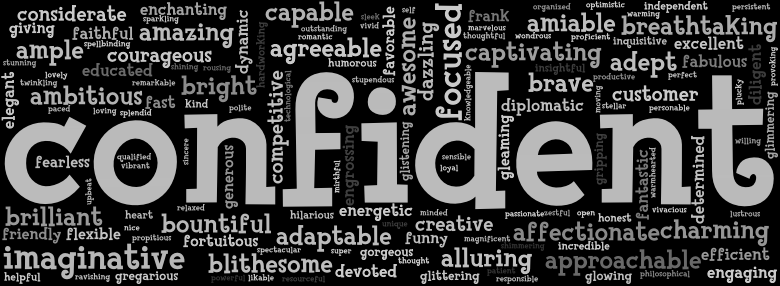 considerate
enchanting
sparkling
giving
faithful
amazing
dynamic
hardworking
capable
outstanding
romantic
sleek
vivid
self
favorable
awesome
dazzling
focused
frank
marvelous
thoughtful
organized
wondrous
optimistic
amiable
proficient
independent
warming
breathtaking
persistent
inquisitive
excellent
provoking
ample
spellbinding
courageous
agreeable
humorous
captivating
insightful
adept
fabulous
diligent
stunning
lovely
educated
shining
rousing
stupendous
productive
perfect
elegant
twinkling
remarkable
ambitious
fast
bright
competitive
technological
Knowledgeable
brave
moving
customer
plucky
glimmering
paced
loving
splendid
Kind
polite
diplomatic
stellar
personable
confident
fearless
qualified
vibrant
sincere
generous
upbeat
mirthful
engrossing
glistening
sensible
loyal
gleaming
gripping
fantastic
warmhearted
determined
willing
brilliant
heart
relaxed
hilarious
energetic
minded
passionate
zestful
open
honest
vivacious
lustrous
friendly
flexible
nice
propitious
bountiful
fortuitous
adaptable
unique
creative
funny
magnificent
affectionate
charming
shimmering
incredible
imaginative
spectacular
super
gorgeous
thought
alluring
approachable
efficient
helpful
ravishing
gregarious
blithesome
powerful
likable
resourceful
devoted
glittering
patient
responsible
glowing
philosophical
engaging